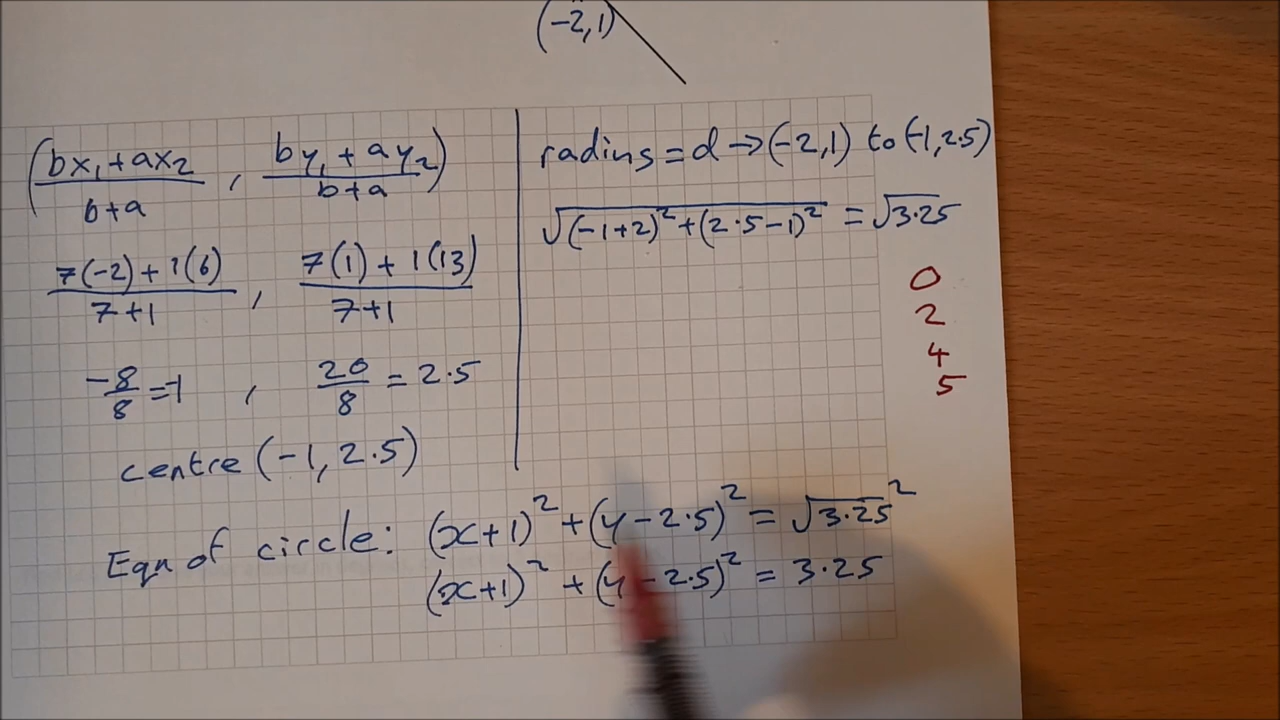 (-2,1)
(bx₁+ax₂/b+a , by₁+ay₂/b+a)
7(-2)+1(6)/7+1 , 7(1)+1(13)/7+1
-8/8=-1 , 20/8=2·5
centre (-1, 2.5)
radius = d → (-2,1) to (-1,2.5)
√(-1+2)²+(2·5-1)² = √3·25
0
2
4
5
Eqn of circle: (x+1)²+(y-2·5)² = √3·25²
(x+1)²+(y-2·5)² = 3·25